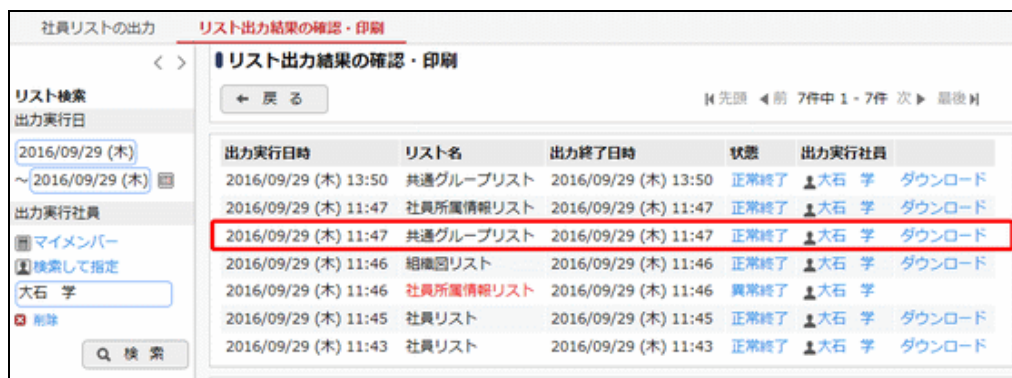 社員リストの出力 リスト出力結果の確認・印刷
< >
リスト検索
出力実行日
2016/09/29 (木)
～2016/09/29 (木)
出力実行社員
マイメンバー
検索して指定
大石 学
削除
検索
リスト出力結果の確認・印刷
← 戻る
先頭 ◀前 7件中 1 - 7件 次▶ 最後
出力実行日時 リスト名 出力終了日時 状態 出力実行社員
2016/09/29 (木) 13:50 共通グループリスト 2016/09/29 (木) 13:50 正常終了 大石 学 ダウンロード
2016/09/29 (木) 11:47 社員所属情報リスト 2016/09/29 (木) 11:47 正常終了 大石 学 ダウンロード
2016/09/29 (木) 11:47 共通グループリスト 2016/09/29 (木) 11:47 正常終了 大石 学 ダウンロード
2016/09/29 (木) 11:46 組織図リスト 2016/09/29 (木) 11:46 正常終了 大石 学 ダウンロード
2016/09/29 (木) 11:46 社員所属情報リスト 2016/09/29 (木) 11:46 異常終了 大石 学
2016/09/29 (木) 11:45 社員リスト 2016/09/29 (木) 11:45 正常終了 大石 学 ダウンロード
2016/09/29 (木) 11:43 社員リスト 2016/09/29 (木) 11:43 正常終了 大石 学 ダウンロード